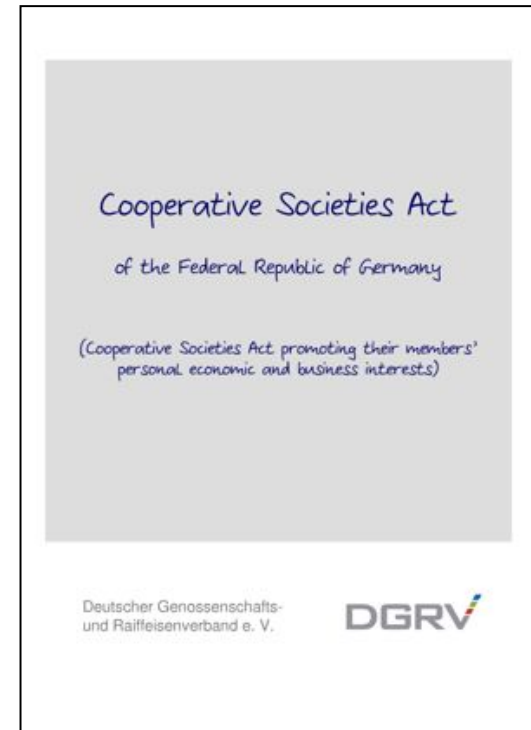 Cooperative Societies Act
of the Federal Republic of Germany
(Cooperative Societies Act promoting their members'
personal economic and business interests)
Deutscher Genossenschafts-
und Raiffeisenverband e. V.
DGRV